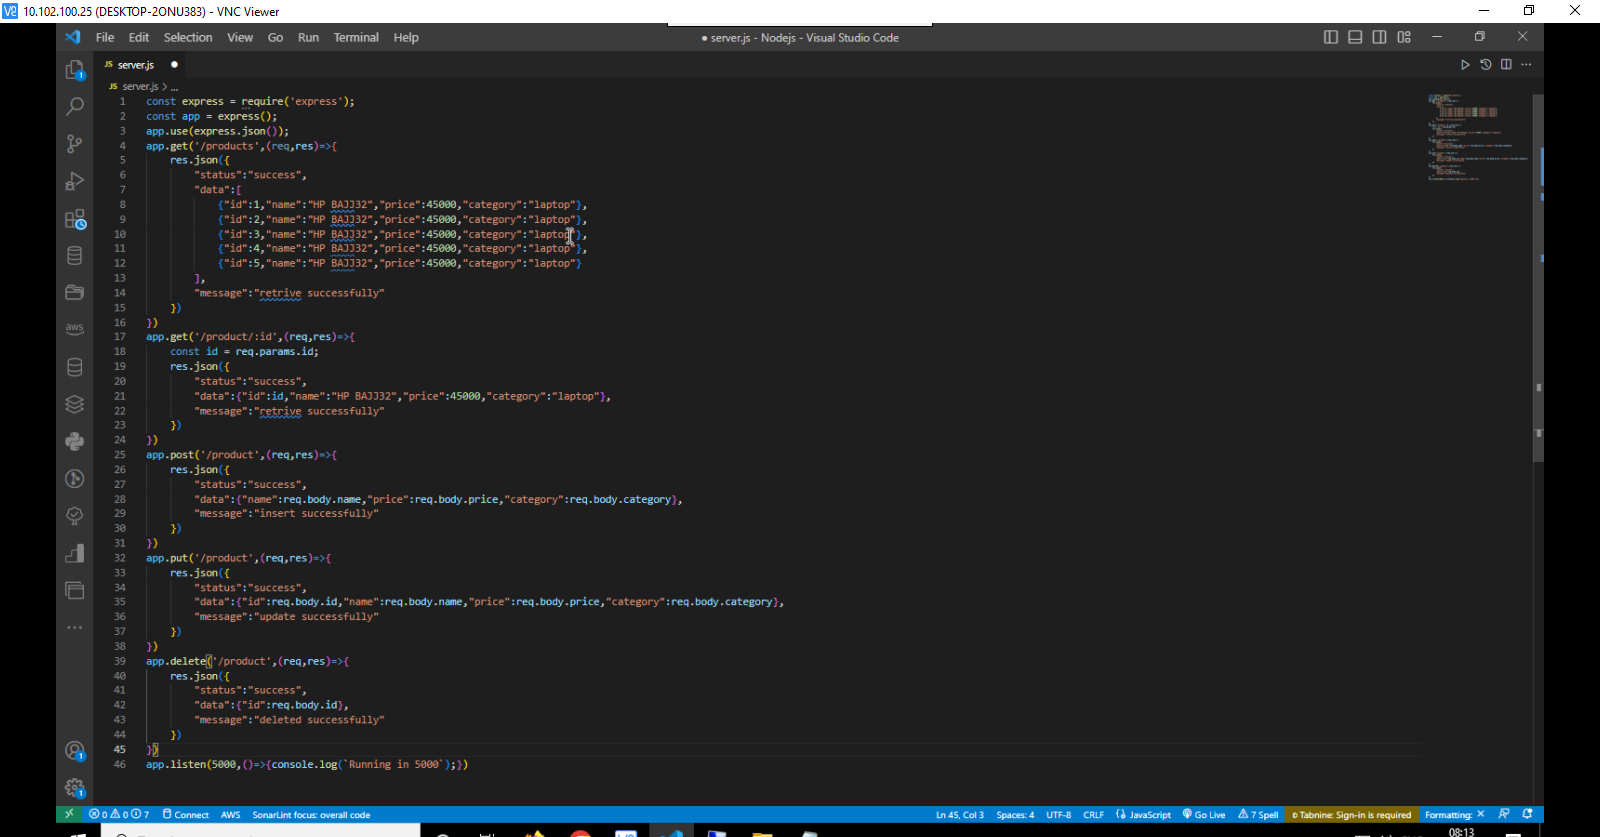 10.102.100.25 (DESKTOP-2ONU383) - VNC Viewer
File Edit Selection View Go Run Terminal Help
● server.js - Nodejs - Visual Studio Code
JS server.js ●
JS server.js > ...
1 const express = require('express');
2 const app = express();
3 app.use(express.json());
4 app.get('/products',(req,res)=>{
5 res.json({
6 "status":"success",
7 "data":[
8 {"id":1,"name":"HP BAJJ32","price":45000,"category":"laptop"},
9 {"id":2,"name":"HP BAJJ32","price":45000,"category":"laptop"},
10 {"id":3,"name":"HP BAJJ32","price":45000,"category":"laptop"},
11 {"id":4,"name":"HP BAJJ32","price":45000,"category":"laptop"},
12 {"id":5,"name":"HP BAJJ32","price":45000,"category":"laptop"}
13 ],
14 "message":"retrive successfully"
15 })
16 })
17 app.get('/product/:id',(req,res)=>{
18 const id = req.params.id;
19 res.json({
20 "status":"success",
21 "data":{"id":id,"name":"HP BAJJ32","price":45000,"category":"laptop"},
22 "message":"retrive successfully"
23 })
24 })
25 app.post('/product',(req,res)=>{
26 res.json({
27 "status":"success",
28 "data":{"name":req.body.name,"price":req.body.price,"category":req.body.category},
29 "message":"insert successfully"
30 })
31 })
32 app.put('/product',(req,res)=>{
33 res.json({
34 "status":"success",
35 "data":{"id":req.body.id,"name":req.body.name,"price":req.body.price,"category":req.body.category},
36 "message":"update successfully"
37 })
38 })
39 app.delete('/product',(req,res)=>{
40 res.json({
41 "status":"success",
42 "data":{"id":req.body.id},
43 "message":"deleted successfully"
44 })
45 })
46 app.listen(5000,()=>{console.log(`Running in 5000`);})
aws
0 0 7 Connect AWS SonarLint focus: overall code
Ln 45, Col 3 Spaces: 4 UTF-8 CRLF JavaScript Go Live 7 Spell Tabnine: Sign-in is required Formatting: ×
08:13